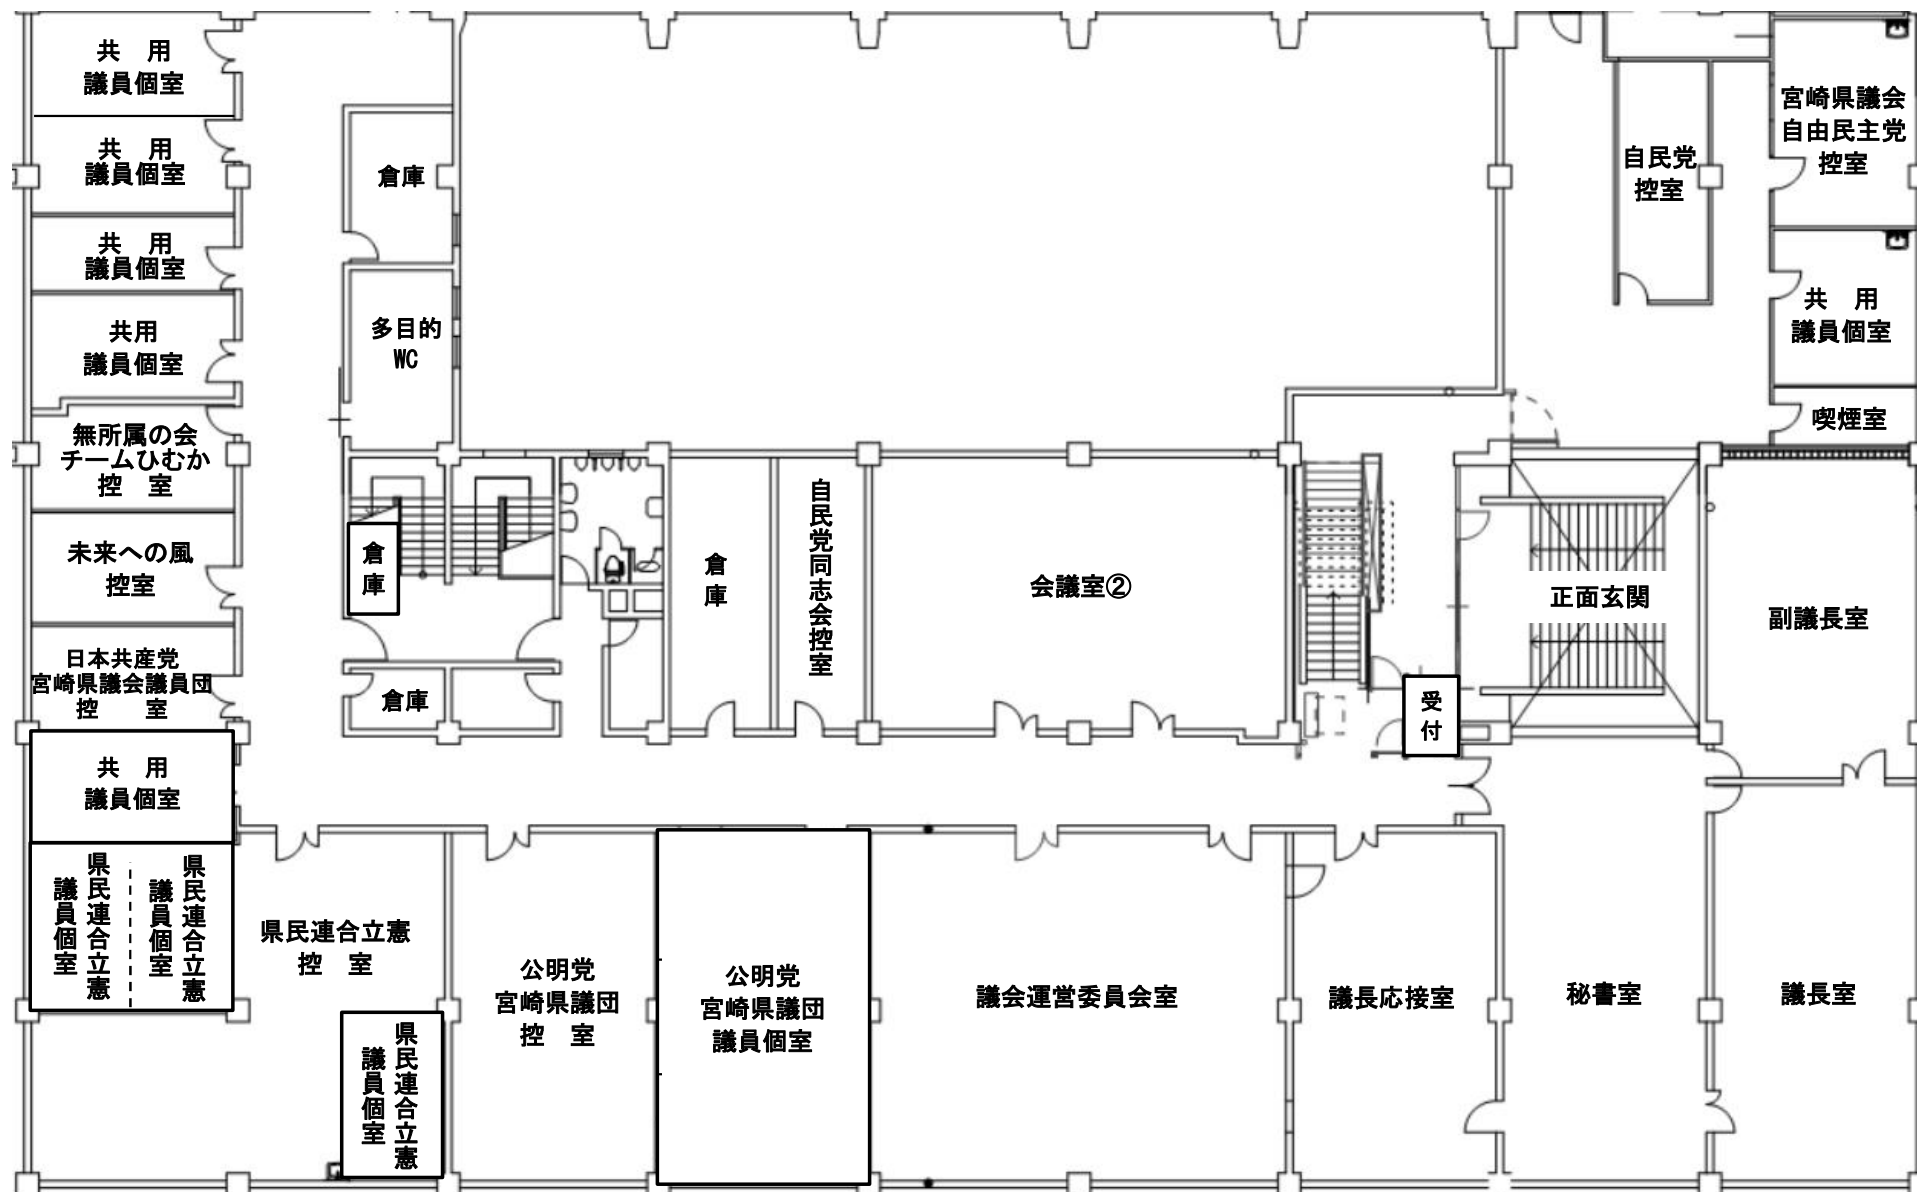 共　用
議員個室
共　用
議員個室
共　用
議員個室
共用
議員個室
無所属の会
チームひむか
控　室
未来への風
控室
日本共産党
宮崎県議会議員団
控　　室
共　用
議員個室
県民連合立憲
議員個室
県民連合立憲
議員個室
県民連合立憲
控　室
県民連合立憲
議員個室
倉庫
多目的
WC
倉庫
倉庫
倉庫
自民党同志会控室
会議室②
公明党
宮崎県議団
控　室
公明党
宮崎県議団
議員個室
議会運営委員会室
議長応接室
秘書室
議長室
受付
正面玄関
副議長室
自民党
控室
宮崎県議会
自由民主党
控室
共　用
議員個室
喫煙室